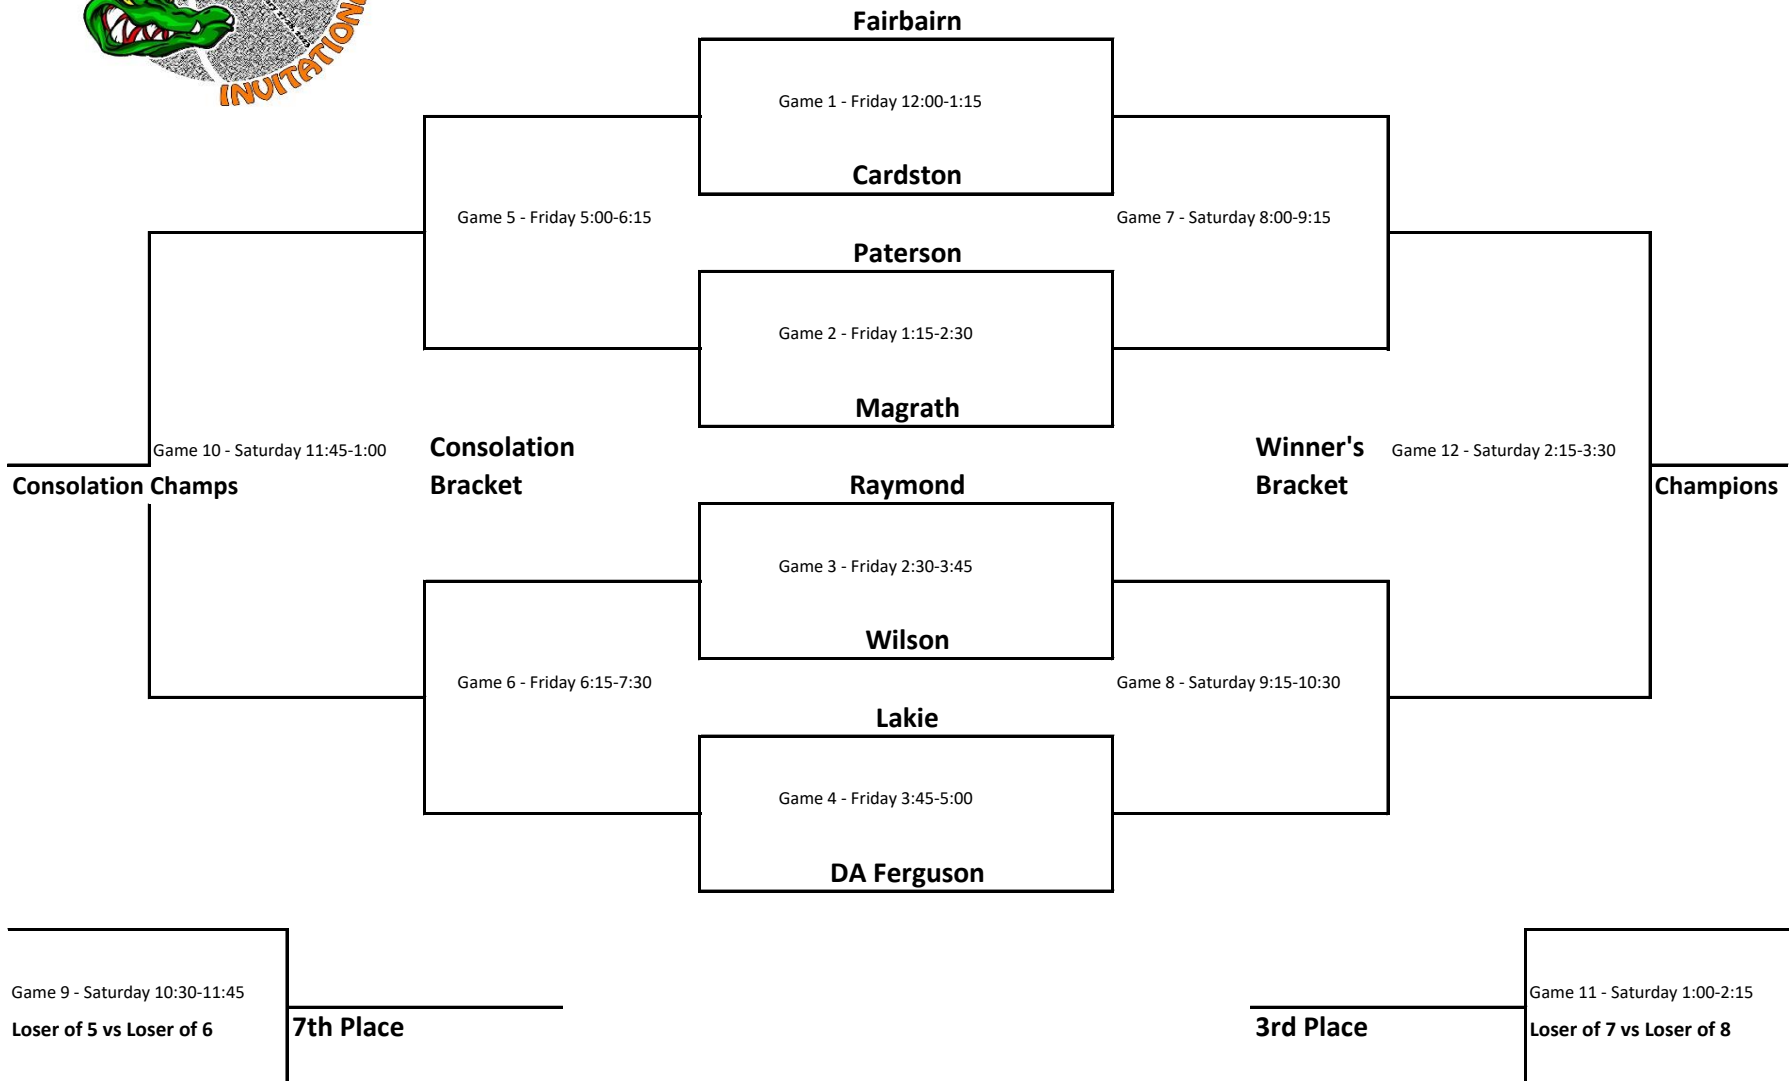 INVITATION
Fairbairn
Game 1 - Friday 12:00-1:15
Cardston
Game 5 - Friday 5:00-6:15
Game 7 - Saturday 8:00-9:15
Paterson
Game 2 - Friday 1:15-2:30
Magrath
Game 10 - Saturday 11:45-1:00
Consolation
Bracket
Winner's
Bracket
Game 12 - Saturday 2:15-3:30
Consolation Champs
Raymond
Champions
Game 3 - Friday 2:30-3:45
Wilson
Game 6 - Friday 6:15-7:30
Game 8 - Saturday 9:15-10:30
Lakie
Game 4 - Friday 3:45-5:00
DA Ferguson
Game 9 - Saturday 10:30-11:45
Loser of 5 vs Loser of 6
7th Place
3rd Place
Game 11 - Saturday 1:00-2:15
Loser of 7 vs Loser of 8